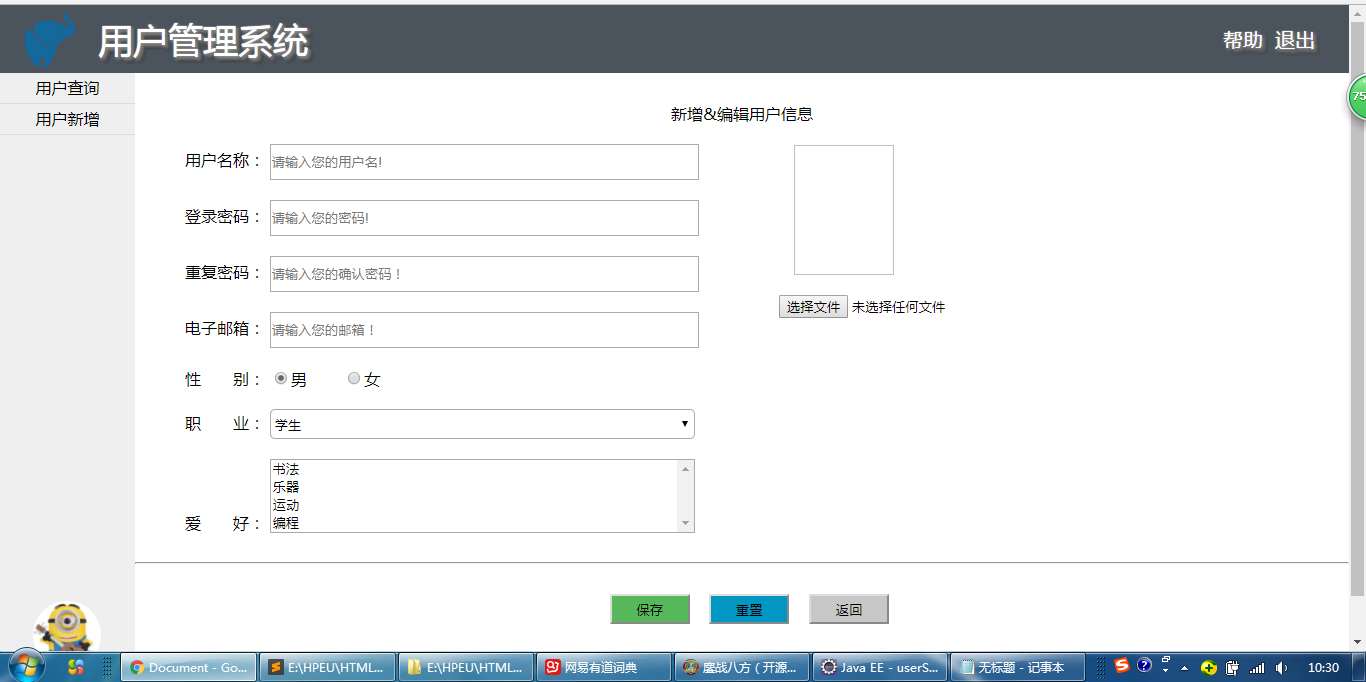 用户管理系统
帮助 退出
用户查询
用户新增
75
新增&编辑用户信息
用户名称：
请输入您的用户名!
登录密码：
请输入您的密码!
重复密码：
请输入您的确认密码！
电子邮箱：
请输入您的邮箱！
选择文件 未选择任何文件
性 别： 男 女
职 业： 学生
爱 好：
书法
乐器
运动
编程
保存 重置 返回
Document - Go... E:\HPEU\HTML... E:\HPEU\HTML... 网易有道词典 鏖战八方（开源... Java EE - userS... 无标题 - 记事本 10:30